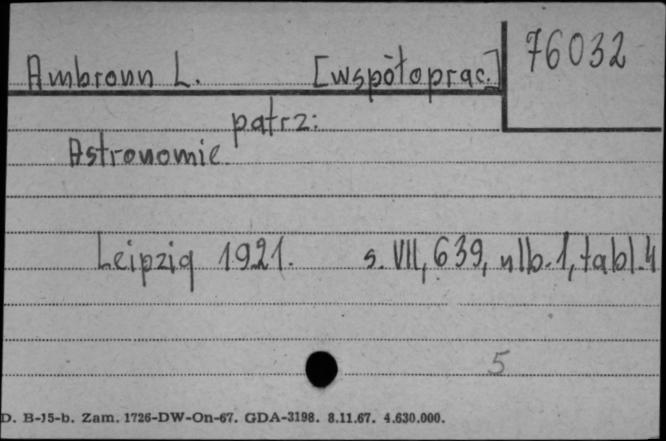 76032
Ambronn L. [współoprac.]
patrz:
Astronomie.
Leipzig 1921. s. VII, 639, nlb. 1, tabl. 4
5
D. B-15-b. Zam. 1726-DW-On-67. GDA-3198. 8.11.67. 4.630.000.